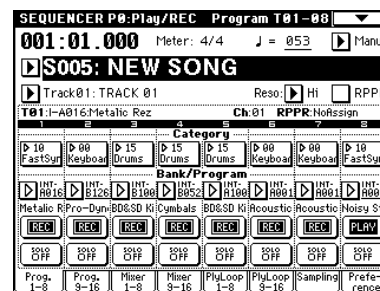 SEQUENCER P0:Play/REC Program T01-08
001:01.000 Meter: 4/4 ♩= 053 Manu
S005: NEW SONG
Track01: TRACK 01 Reso: Hi RPP
T01:I-A016:Metalic Rez Ch:01 RPPR:NoAssign
1 2 3 4 5 6 7 8
Category
10 00 15 15 00 00 10
FastSyn Keyboar Drums Drums Keyboar Keyboar FastSy
Bank/Program
INT- INT- INT- INT- INT- INT- INT- INT-
A016 B126 B100 B052 B100 A001 A001 A00
Metalic R Pro-Dyn BD&SD Ki Cymbals BD&SD Ki Acoustic Acoustic Noisy S
REC REC REC REC REC REC REC PLAY
SOLO SOLO SOLO SOLO SOLO SOLO SOLO SOLO
OFF OFF OFF OFF OFF OFF OFF OFF
Prog. Prog. Mixer Mixer PlyLoop PlyLoop Sampling Prefe-
1-8 9-16 1-8 9-16 1-8 9-16 rence